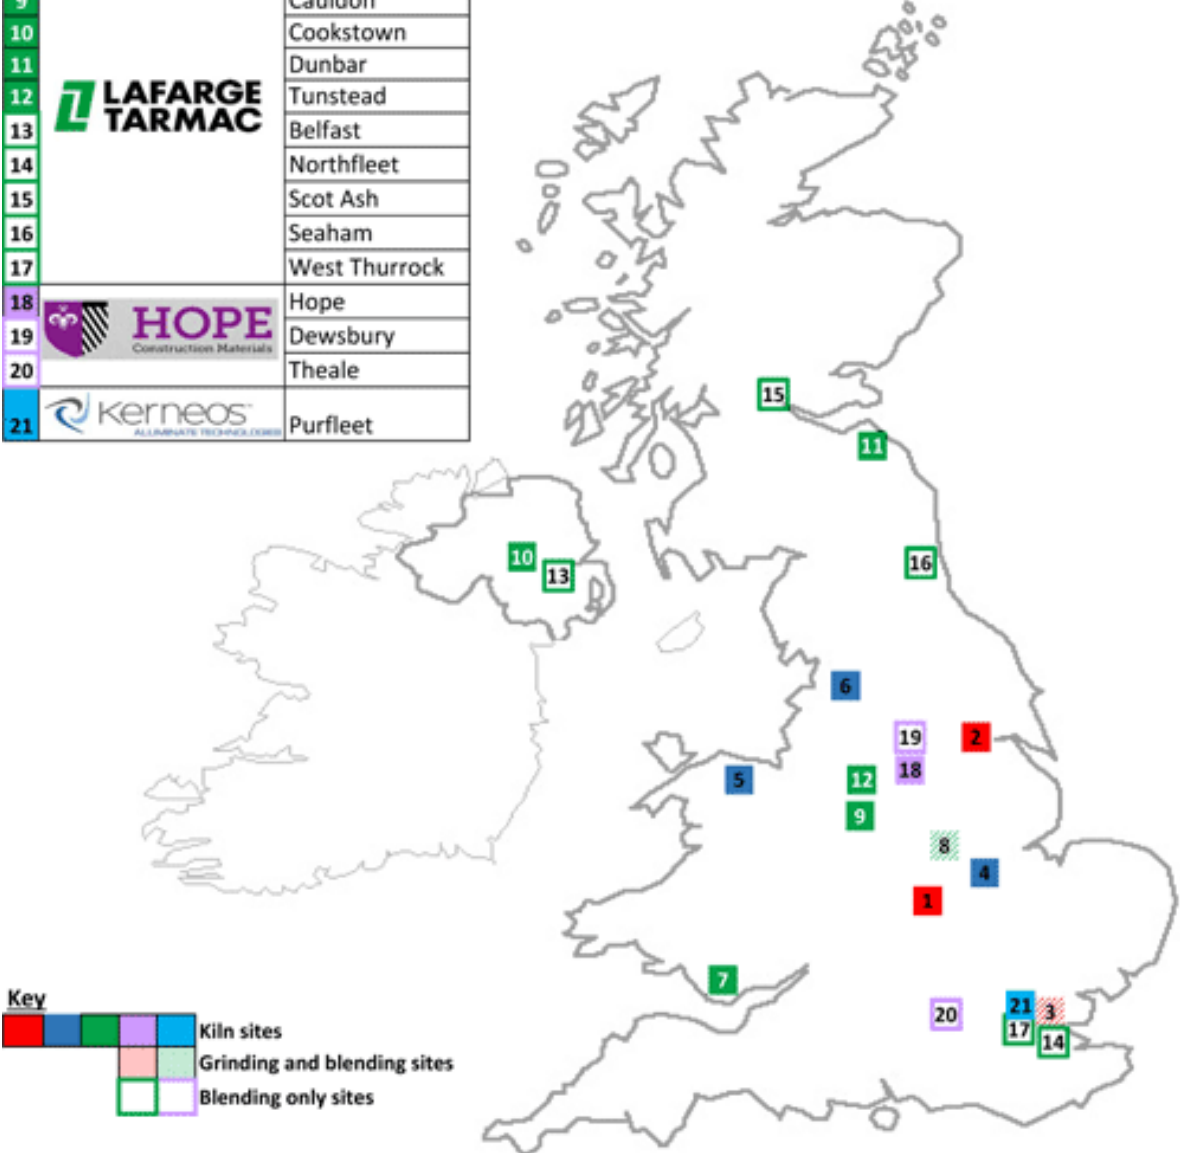 9 Cauldon
10 Cookstown
11 Dunbar
12 Tunstead
LAFARGE
TARMAC
13 Belfast
14 Northfleet
15 Scot Ash
16 Seaham
17 West Thurrock
18 Hope
HOPE
Construction Materials
19 Dewsbury
20 Theale
Kerneos
ALUMINATE TECHNOLOGIES
21 Purfleet
15
11
10
13
16
6
19
2
18
5
12
9
8
4
1
7
21
3
20
17
14
Key
Kiln sites
Grinding and blending sites
Blending only sites